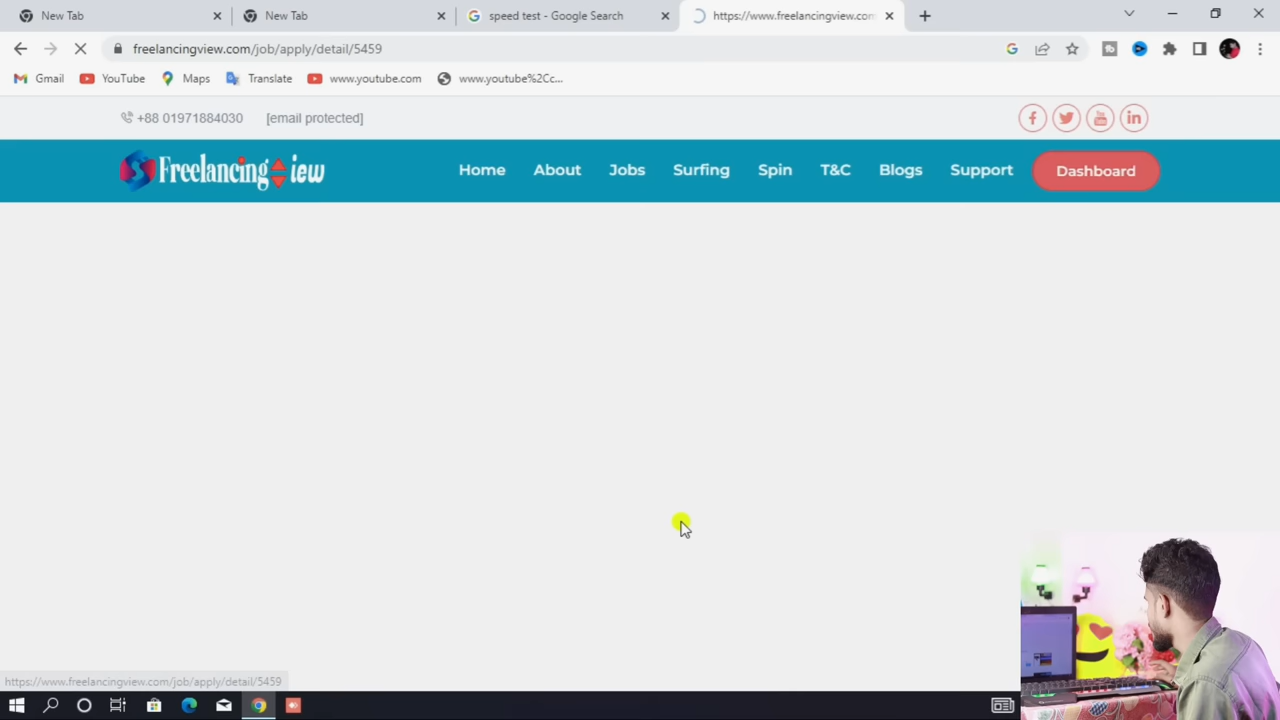 New Tab
New Tab
speed test - Google Search
https://www.freelancingview.com
freelancingview.com/job/apply/detail/5459
Gmail
YouTube
Maps
Translate
www.youtube.com
www.youtube%2Cc...
+88 01971884030
[email protected]
Freelancing View
Home
About
Jobs
Surfing
Spin
T&C
Blogs
Support
Dashboard
https://www.freelancingview.com/job/apply/detail/5459